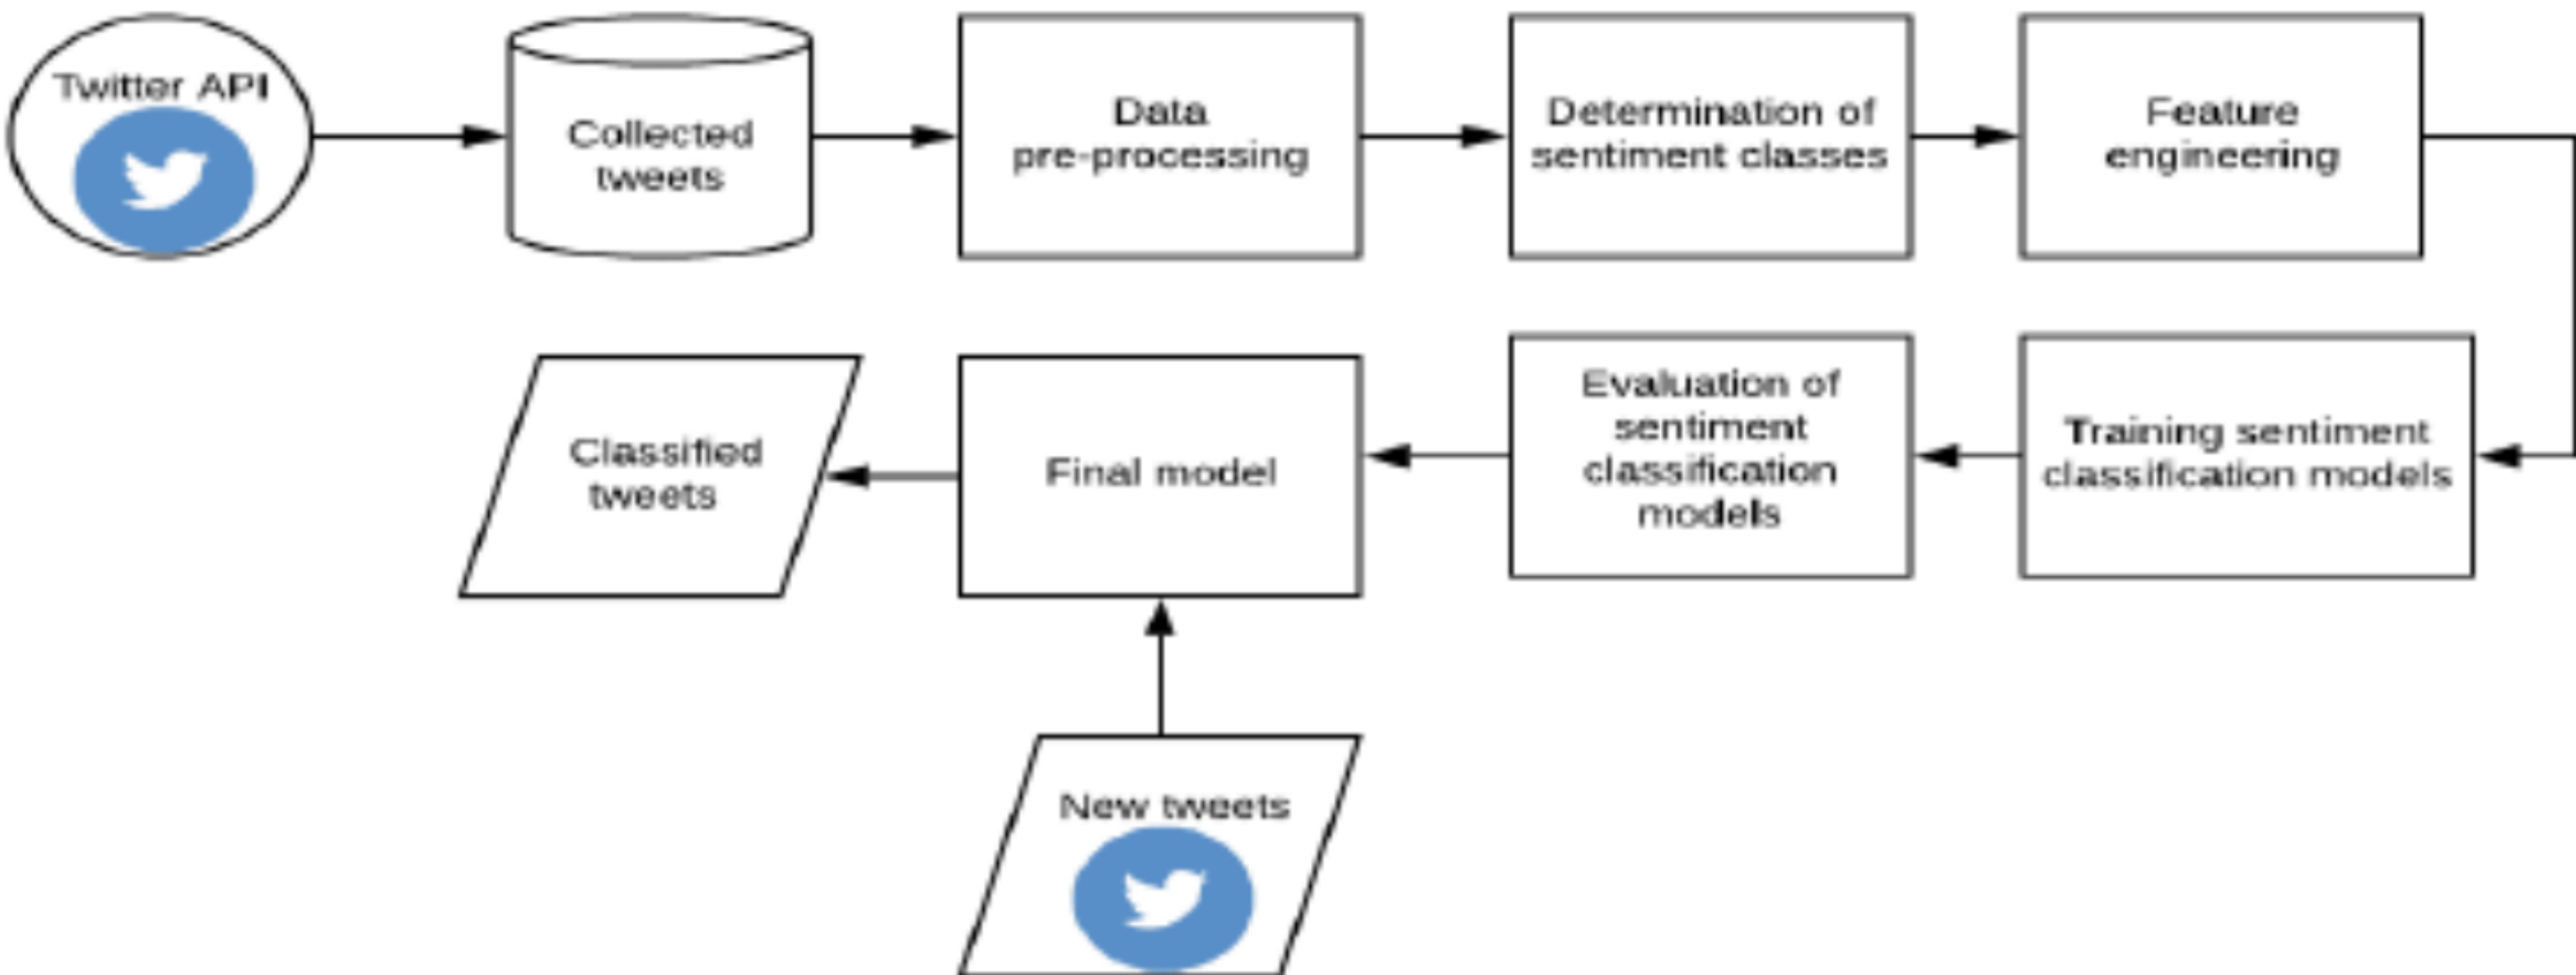 Twitter API
Collected
tweets
Data
pre-processing
Determination of
sentiment classes
Feature
engineering
Classified
tweets
Final model
Evaluation of
sentiment
classification
models
Training sentiment
classification models
New tweets